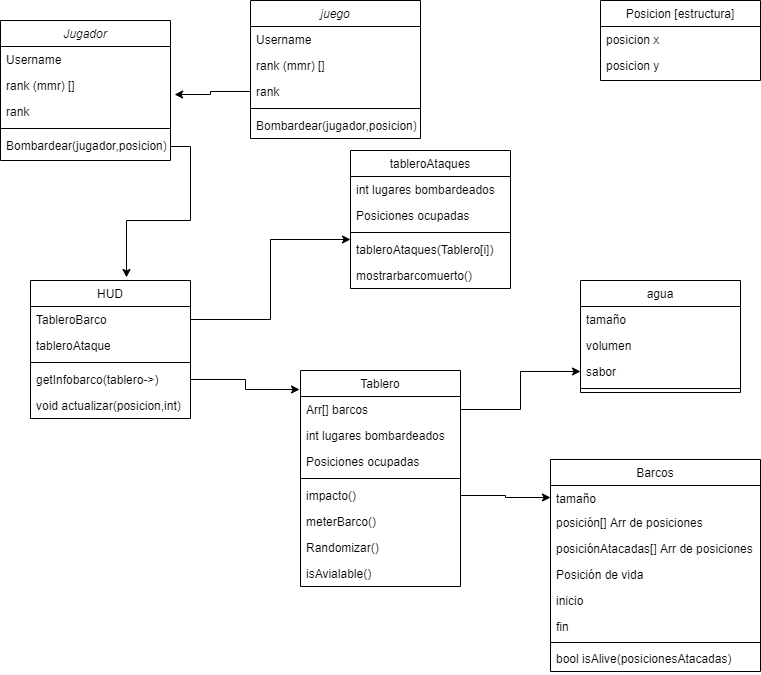 Jugador
Username
rank (mmr) []
rank
Bombardear(jugador,posicion)
juego
Username
rank (mmr) []
rank
Bombardear(jugador,posicion)
Posicion [estructura]
posicion x
posicion y
tableroAtaques
int lugares bombardeados
Posiciones ocupadas
tableroAtaques(Tablero[i])
mostrarbarcomuerto()
HUD
TableroBarco
tableroAtaque
getInfobarco(tablero->)
void actualizar(posicion,int)
agua
tamaño
volumen
sabor
Tablero
Arr[] barcos
int lugares bombardeados
Posiciones ocupadas
impacto()
meterBarco()
Randomizar()
isAvialable()
Barcos
tamaño
posición[] Arr de posiciones
posiciónAtacadas[] Arr de posiciones
Posición de vida
inicio
fin
bool isAlive(posicionesAtacadas)